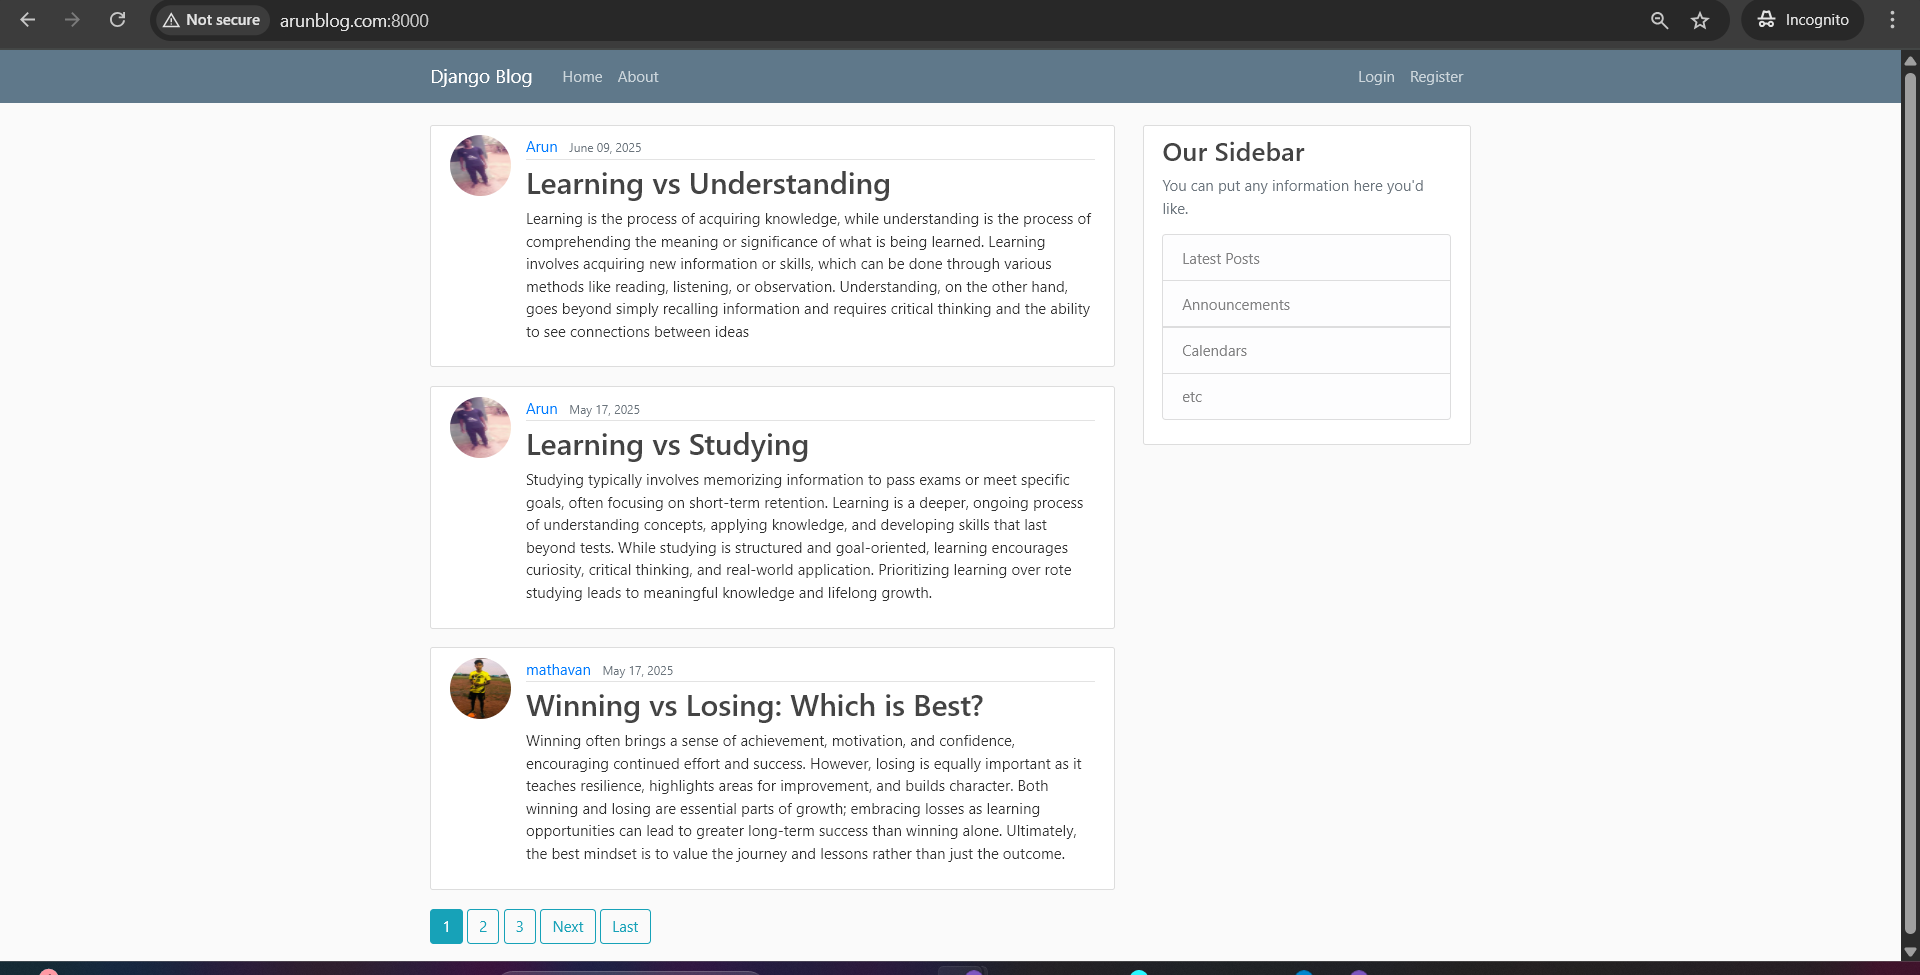 Not secure arunblog.com:8000 Incognito
Django Blog Home About Login Register
Arun June 09, 2025
Learning vs Understanding
Learning is the process of acquiring knowledge, while understanding is the process of
comprehending the meaning or significance of what is being learned. Learning
involves acquiring new information or skills, which can be done through various
methods like reading, listening, or observation. Understanding, on the other hand,
goes beyond simply recalling information and requires critical thinking and the ability
to see connections between ideas
Arun May 17, 2025
Learning vs Studying
Studying typically involves memorizing information to pass exams or meet specific
goals, often focusing on short-term retention. Learning is a deeper, ongoing process
of understanding concepts, applying knowledge, and developing skills that last
beyond tests. While studying is structured and goal-oriented, learning encourages
curiosity, critical thinking, and real-world application. Prioritizing learning over rote
studying leads to meaningful knowledge and lifelong growth.
mathavan May 17, 2025
Winning vs Losing: Which is Best?
Winning often brings a sense of achievement, motivation, and confidence,
encouraging continued effort and success. However, losing is equally important as it
teaches resilience, highlights areas for improvement, and builds character. Both
winning and losing are essential parts of growth; embracing losses as learning
opportunities can lead to greater long-term success than winning alone. Ultimately,
the best mindset is to value the journey and lessons rather than just the outcome.
1 2 3 Next Last
Our Sidebar
You can put any information here you'd
like.
Latest Posts
Announcements
Calendars
etc